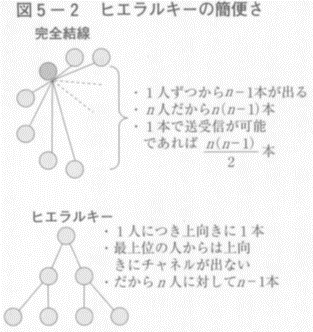 図5-2 ヒエラルキーの簡便さ
完全結線
・1人ずつからn-1本が出る
・n人だからn(n-1)本
・1本で送受信が可能
であれば n(n-1)/2 本
ヒエラルキー
・1人につき上向きに1本
・最上位の人からは上向
きにチャネルが出ない
・だからn人に対してn-1本